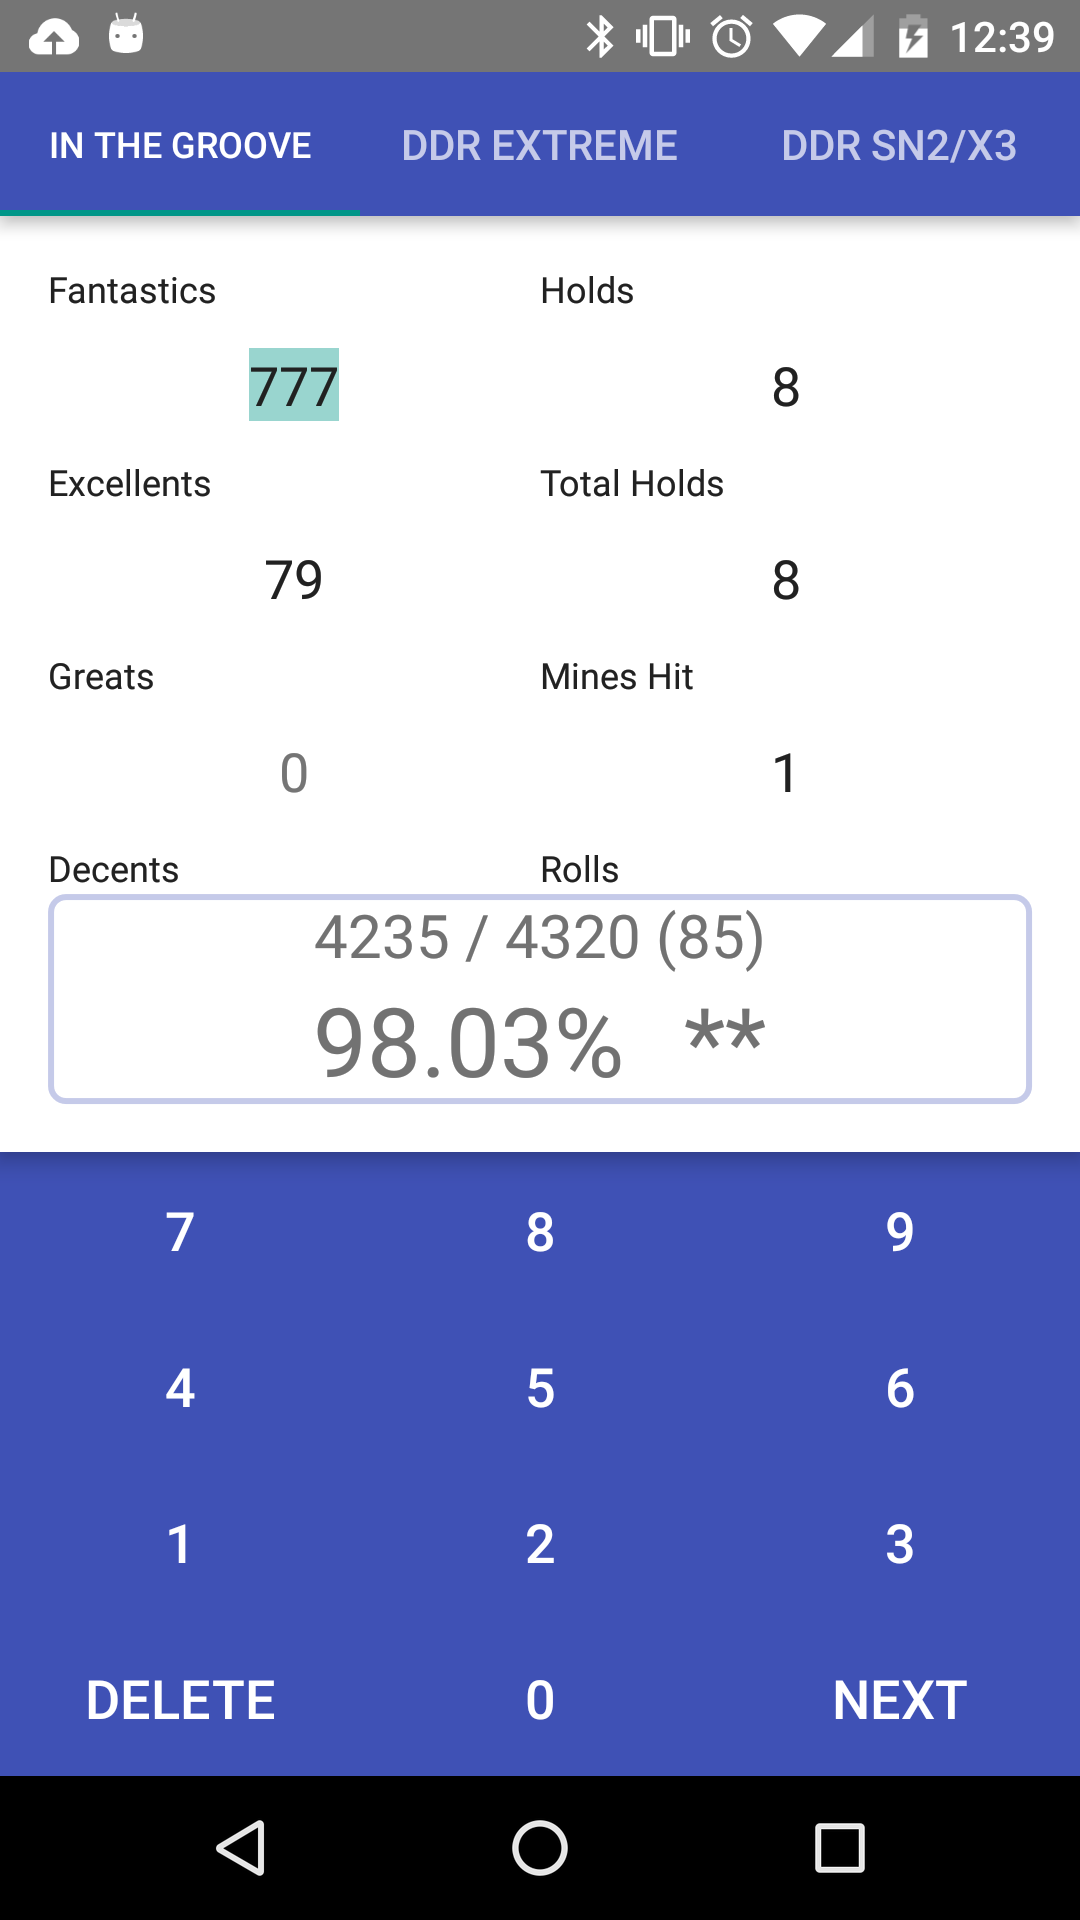 12:39
IN THE GROOVE DDR EXTREME DDR SN2/X3
Fantastics Holds
777 8
Excellents Total Holds
79 8
Greats Mines Hit
0 1
Decents Rolls
4235 / 4320 (85)
98.03% **
7 8 9
4 5 6
1 2 3
DELETE 0 NEXT